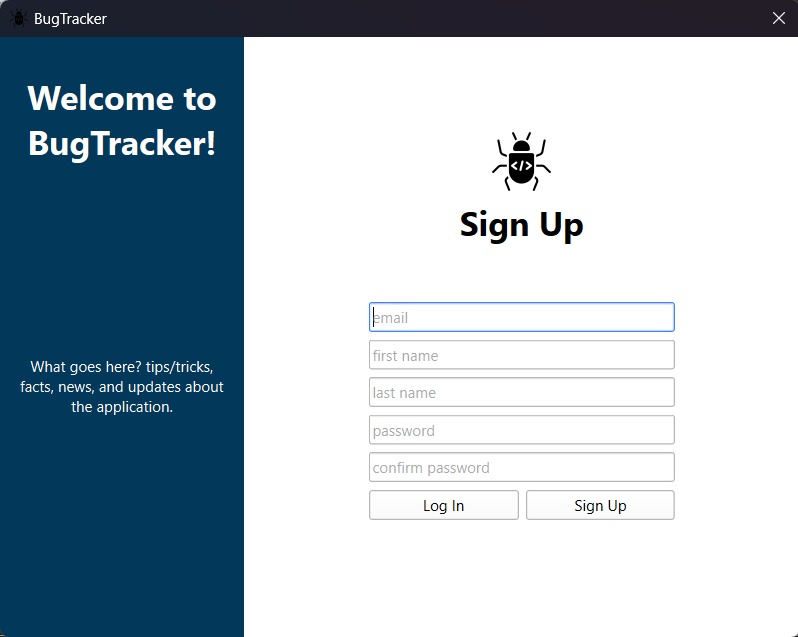 BugTracker
Welcome to
BugTracker!
What goes here? tips/tricks,
facts, news, and updates about
the application.
</>
Sign Up
email
first name
last name
password
confirm password
Log In
Sign Up